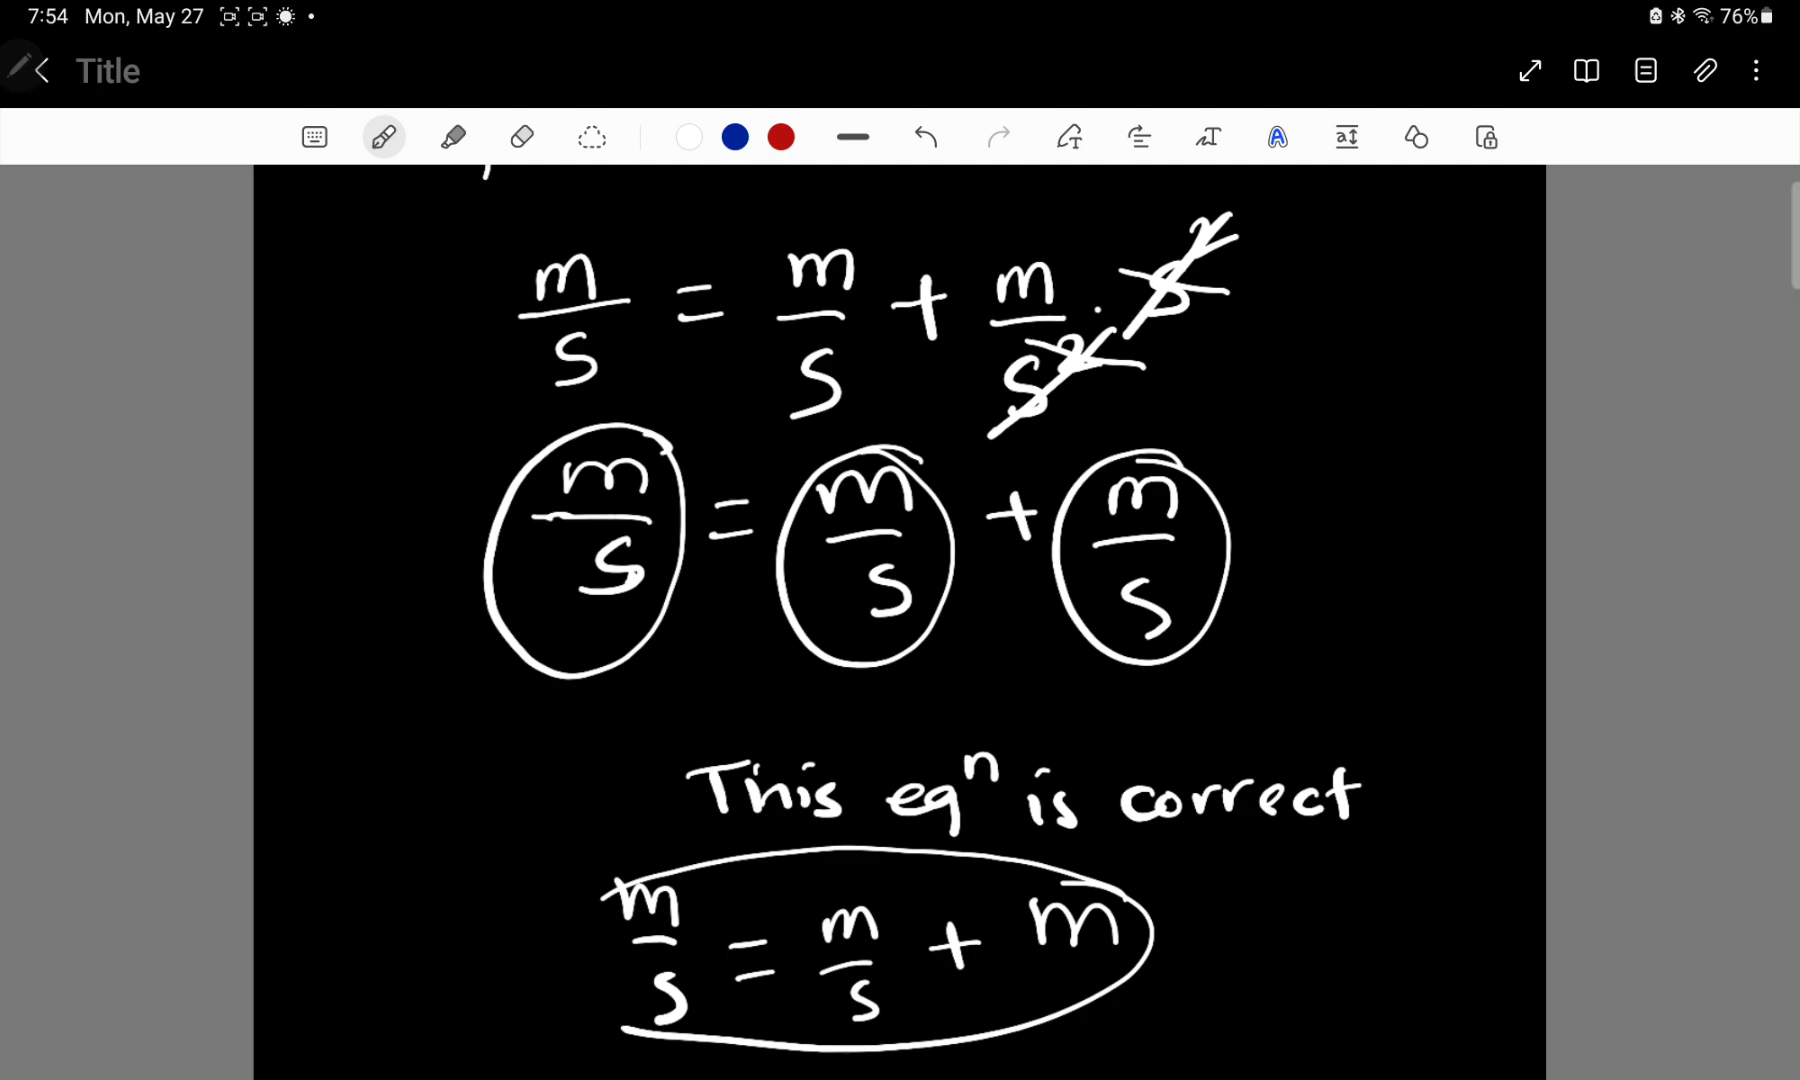 7:54 Mon, May 27 76%
Title
m/s = m/s + m/s² · s
m/s = m/s + m/s
This eqⁿ is correct
m/s = m/s + m